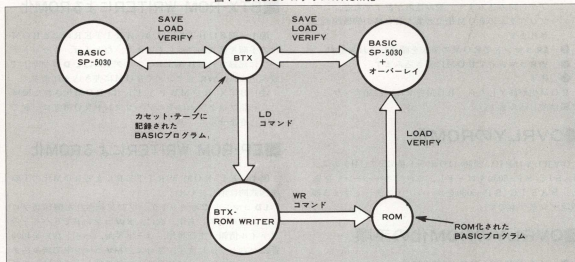 SAVE
LOAD
VERIFY
SAVE
LOAD
VERIFY
BASIC
SP-5030
BTX
BASIC
SP-5030
+
オーバーレイ
カセット・テープに
記録された
BASICプログラム.
LD
コマンド
LOAD
VERIFY
BTX-
ROM WRITER
WR
コマンド
ROM
ROM化された
BASICプログラム